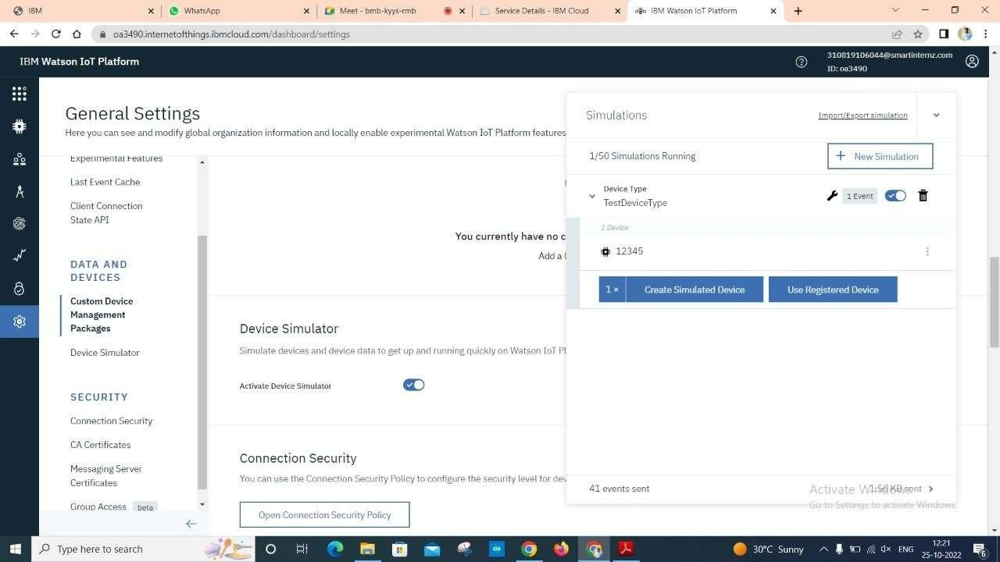 IBM
WhatsApp
Meet - bmb-kyys-rmb
Service Details - IBM Cloud
IBM Watson IoT Platform
oa3490.internetofthings.ibmcloud.com/dashboard/settings
IBM Watson IoT Platform
310819106044@smartinternz.com
ID: oa3490
General Settings
Here you can see and modify global organization information and locally enable experimental Watson IoT Platform features
Experimental Features
Last Event Cache
Client Connection
State API
DATA AND
DEVICES
Custom Device
Management
Packages
Device Simulator
SECURITY
Connection Security
CA Certificates
Messaging Server
Certificates
Group Access beta
You currently have no c
Add a
Device Simulator
Simulate devices and device data to get up and running quickly on Watson IoT Pl
Activate Device Simulator
Connection Security
You can use the Connection Security Policy to configure the security level for dev
Open Connection Security Policy
Simulations
Import/Export simulation
1/50 Simulations Running
+ New Simulation
Device Type
TestDeviceType
1 Event
1 Device
12345
1 × Create Simulated Device
Use Registered Device
41 events sent
1.56 KB sent
Activate Windows
Go to Settings to activate Windows.
Type here to search
30°C Sunny
ENG
12:21
25-10-2022
6